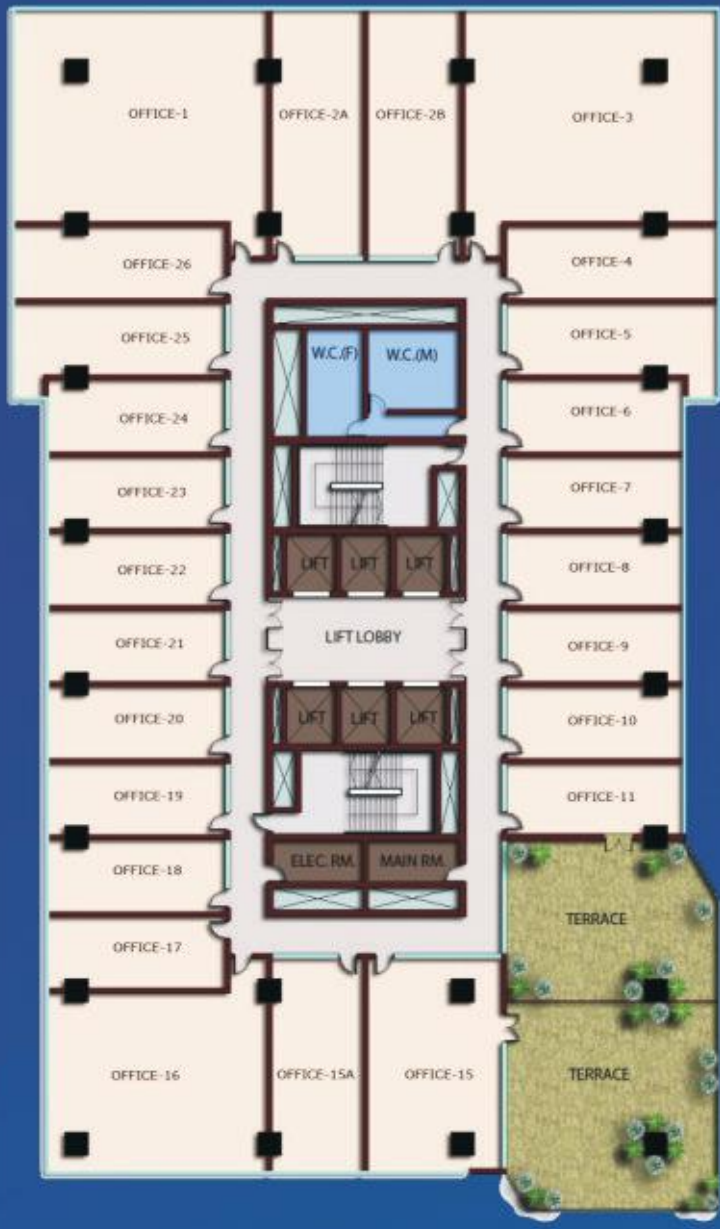 OFFICE-1
OFFICE-2A
OFFICE-2B
OFFICE-3
OFFICE-26
OFFICE-4
OFFICE-25
OFFICE-5
W.C.(F)
W.C.(M)
OFFICE-24
OFFICE-6
OFFICE-23
OFFICE-7
OFFICE-22
LIFT
LIFT
LIFT
OFFICE-8
OFFICE-21
LIFT LOBBY
OFFICE-9
OFFICE-20
LIFT
LIFT
LIFT
OFFICE-10
OFFICE-19
OFFICE-11
OFFICE-18
ELEC. RM.
MAIN RM.
OFFICE-17
TERRACE
OFFICE-16
OFFICE-15A
OFFICE-15
TERRACE